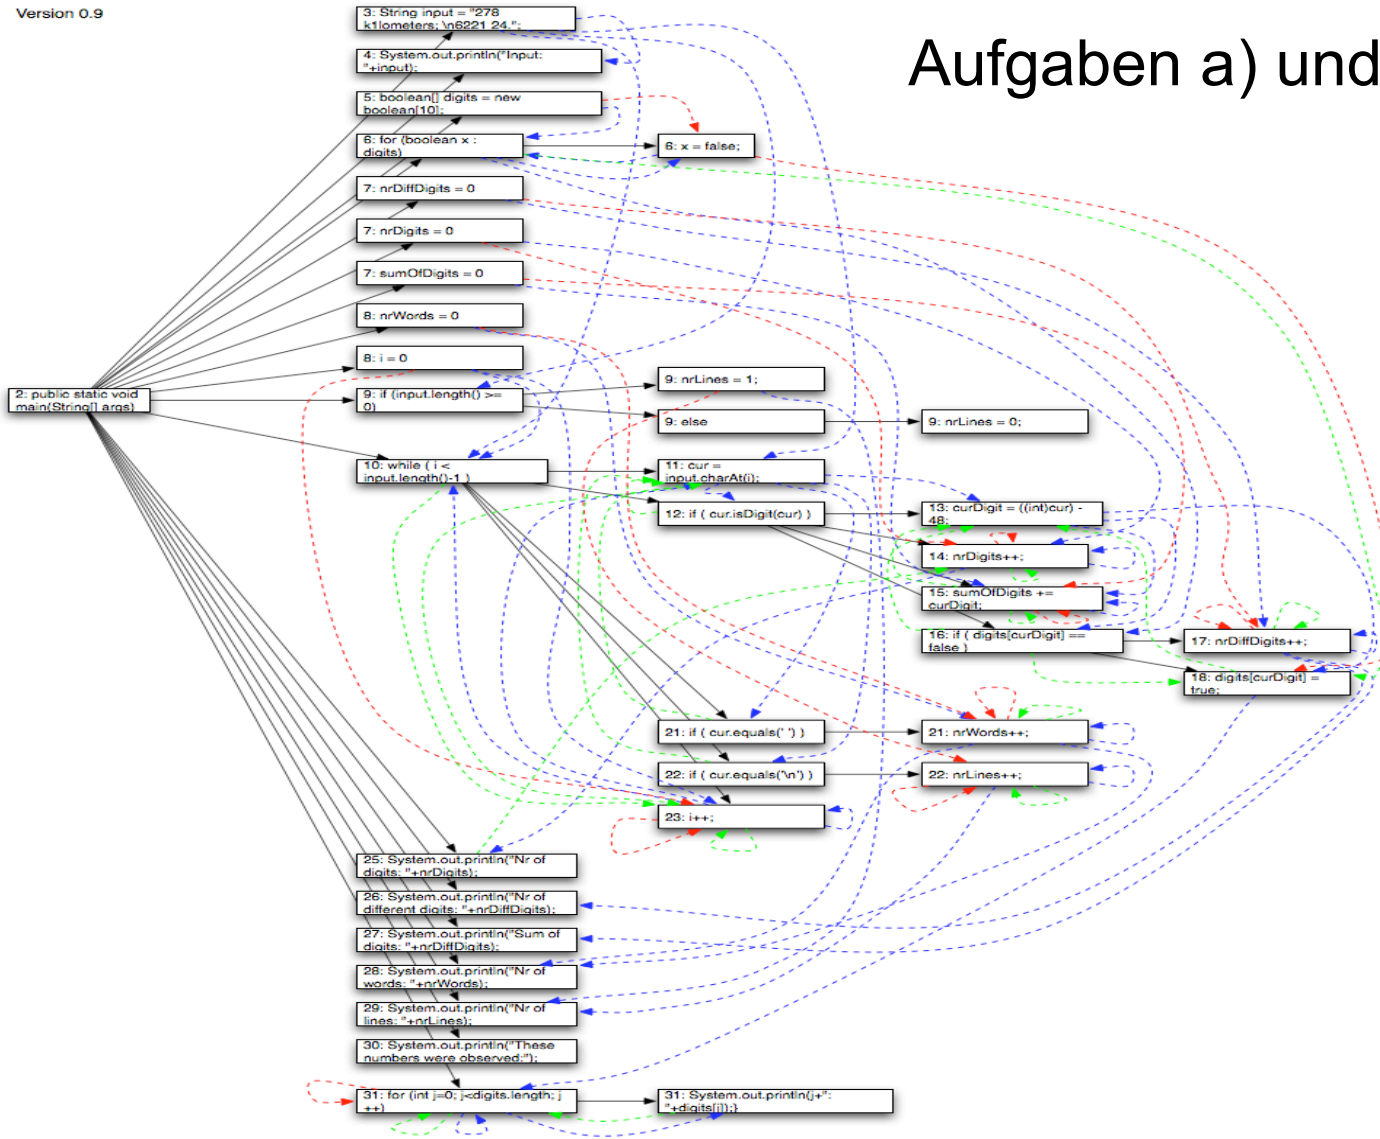 Version 0.9
Aufgaben a) und
3: String input = "278
k1lometers; \n6221 24.";
4: System.out.println("Input:
"+input);
5: boolean[] digits = new
boolean[10];
6: for (boolean x :
digits)
6: x = false;
7: nrDiffDigits = 0
7: nrDigits = 0
7: sumOfDigits = 0
8: nrWords = 0
8: i = 0
2: public static void
main(String[] args)
9: if (input.length() >=
0)
9: nrLines = 1;
9: else
9: nrLines = 0;
10: while ( i <
input.length()-1 )
11: cur =
input.charAt(i);
12: if ( cur.isDigit(cur) )
13: curDigit = ((int)cur) -
48;
14: nrDigits++;
15: sumOfDigits +=
curDigit;
16: if ( digits[curDigit] ==
false )
17: nrDiffDigits++;
18: digits[curDigit] =
true;
21: if ( cur.equals(' ') )
21: nrWords++;
22: if ( cur.equals('\n') )
22: nrLines++;
23: i++;
25: System.out.println("Nr of
digits: "+nrDigits);
26: System.out.println("Nr of
different digits: "+nrDiffDigits);
27: System.out.println("Sum of
digits: "+nrDiffDigits);
28: System.out.println("Nr of
words: "+nrWords);
29: System.out.println("Nr of
lines: "+nrLines);
30: System.out.println("These
numbers were observed:");
31: for (int j=0; j<digits.length; j
++)
31: System.out.println(j+":
"+digits[j]);}